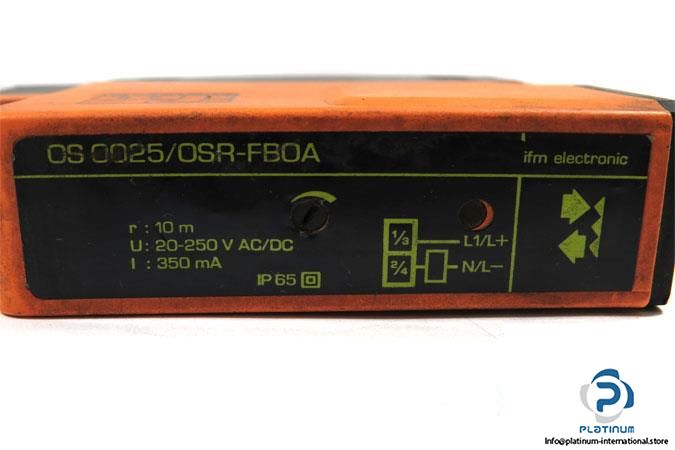 OS 0025/OSR-FBOA
ifm electronic
r : 10 m
U : 20-250 V AC/DC
I : 350 mA
IP 65
1/3
L1/L+
2/4
N/L−
PLATINUM
Info@platinum-international.store